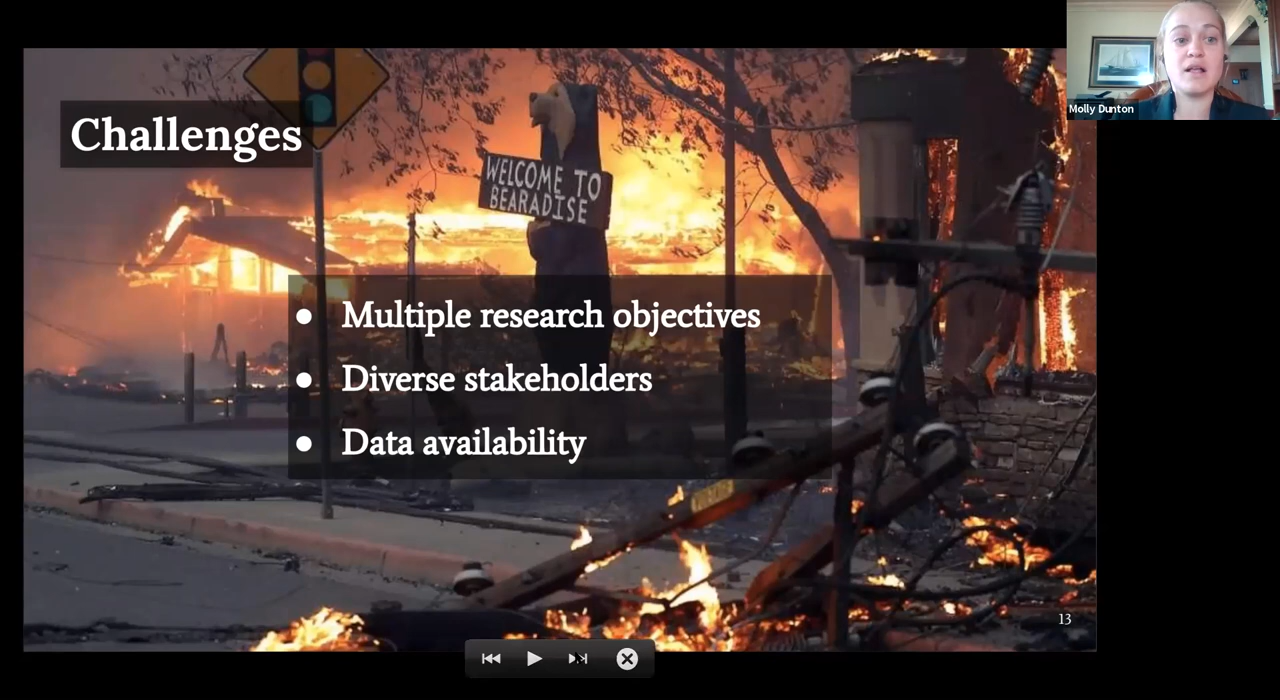 Challenges
WELCOME TO
BEARADISE
● Multiple research objectives
● Diverse stakeholders
● Data availability
13
Molly Dunton